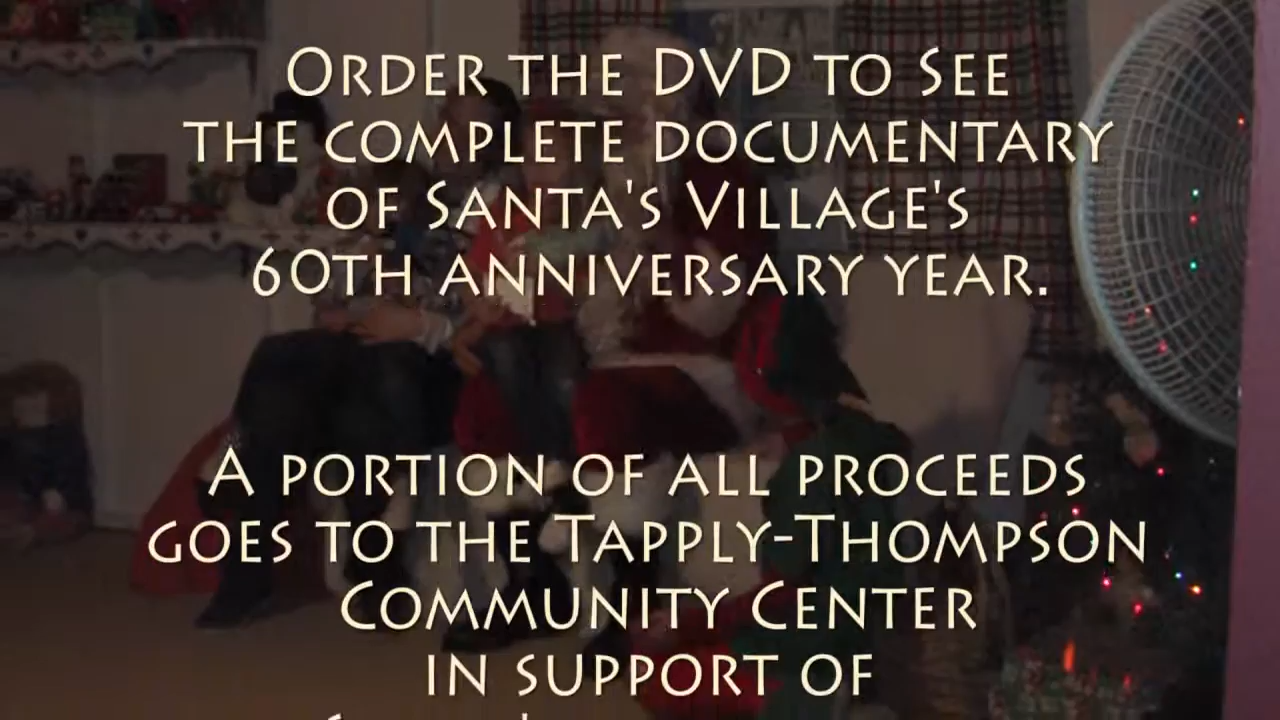 Order the DVD to See
the complete documentary
of Santa's Village's
60th anniversary year.
A portion of all proceeds
goes to the Tapply-Thompson
Community Center
in support of